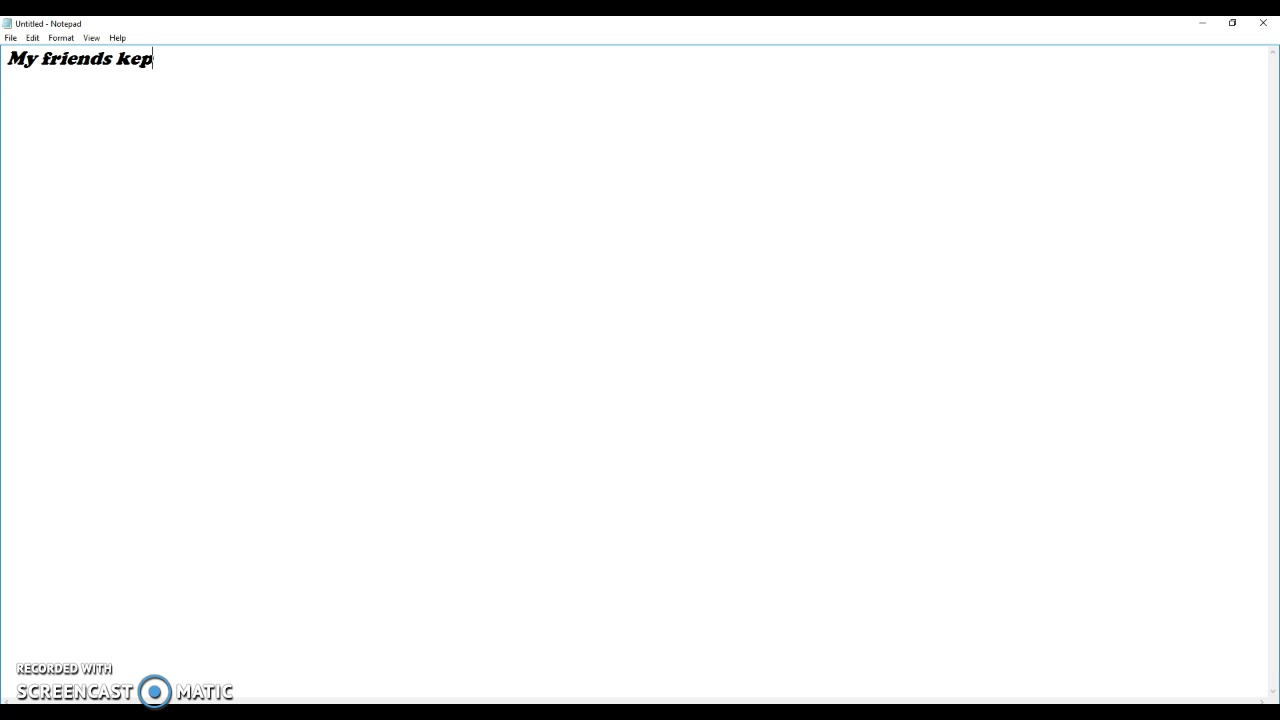 Untitled - Notepad
File Edit Format View Help
My friends kep
RECORDED WITH
SCREENCAST MATIC